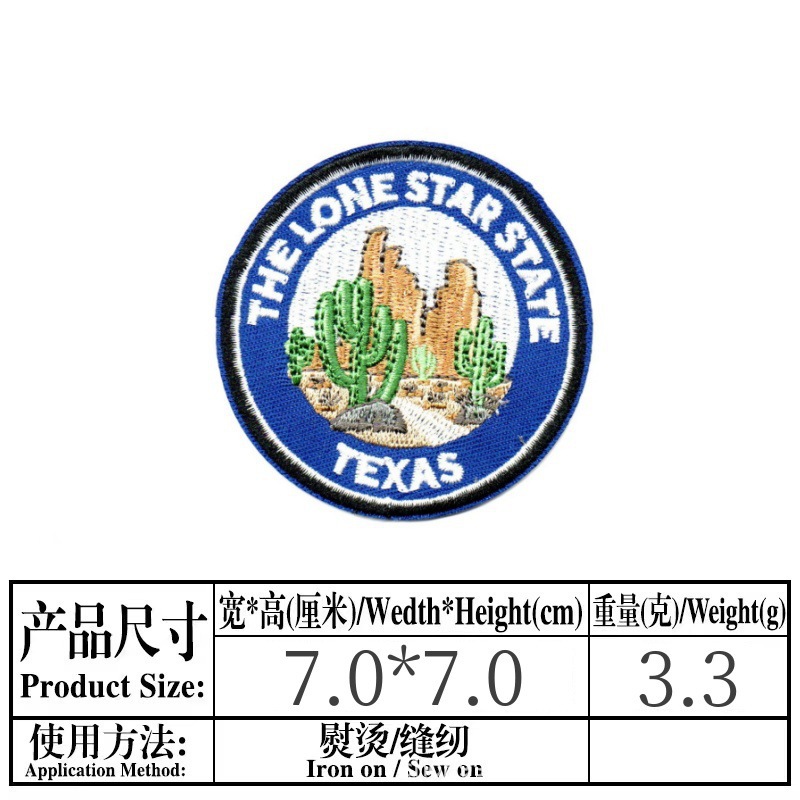 THE LONE STAR STATE
TEXAS
产品尺寸
Product Size:
宽*高(厘米)/Wedth*Height(cm)
重量(克)/Weight(g)
7.0*7.0
3.3
使用方法:
Application Method:
熨烫/缝纫
Iron on / Sew on